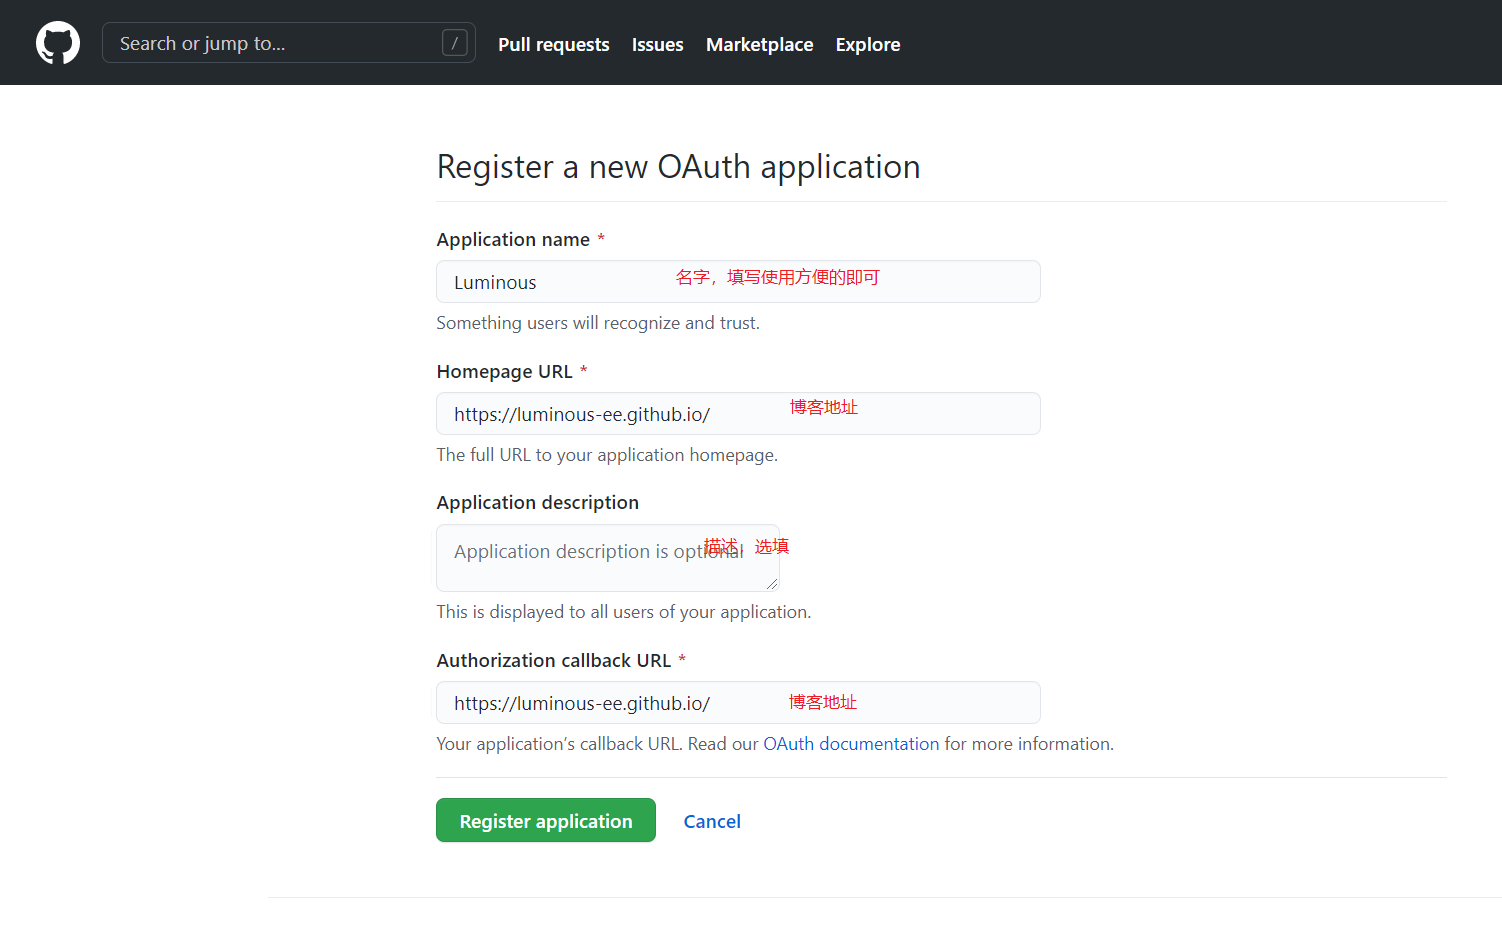 Search or jump to... / Pull requests Issues Marketplace Explore
Register a new OAuth application
Application name *
Luminous 名字，填写使用方便的即可
Something users will recognize and trust.
Homepage URL *
https://luminous-ee.github.io/ 博客地址
The full URL to your application homepage.
Application description
Application description is optional 描述，选填
This is displayed to all users of your application.
Authorization callback URL *
https://luminous-ee.github.io/ 博客地址
Your application’s callback URL. Read our OAuth documentation for more information.
Register application Cancel